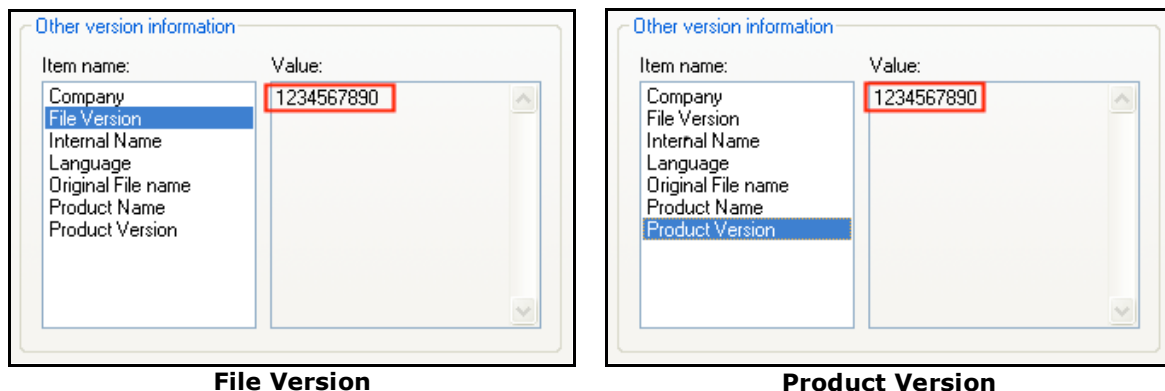 Other version information
Item name:
Value:
Company
File Version
Internal Name
Language
Original File name
Product Name
Product Version
1234567890
File Version
Other version information
Item name:
Value:
Company
File Version
Internal Name
Language
Original File name
Product Name
Product Version
1234567890
Product Version